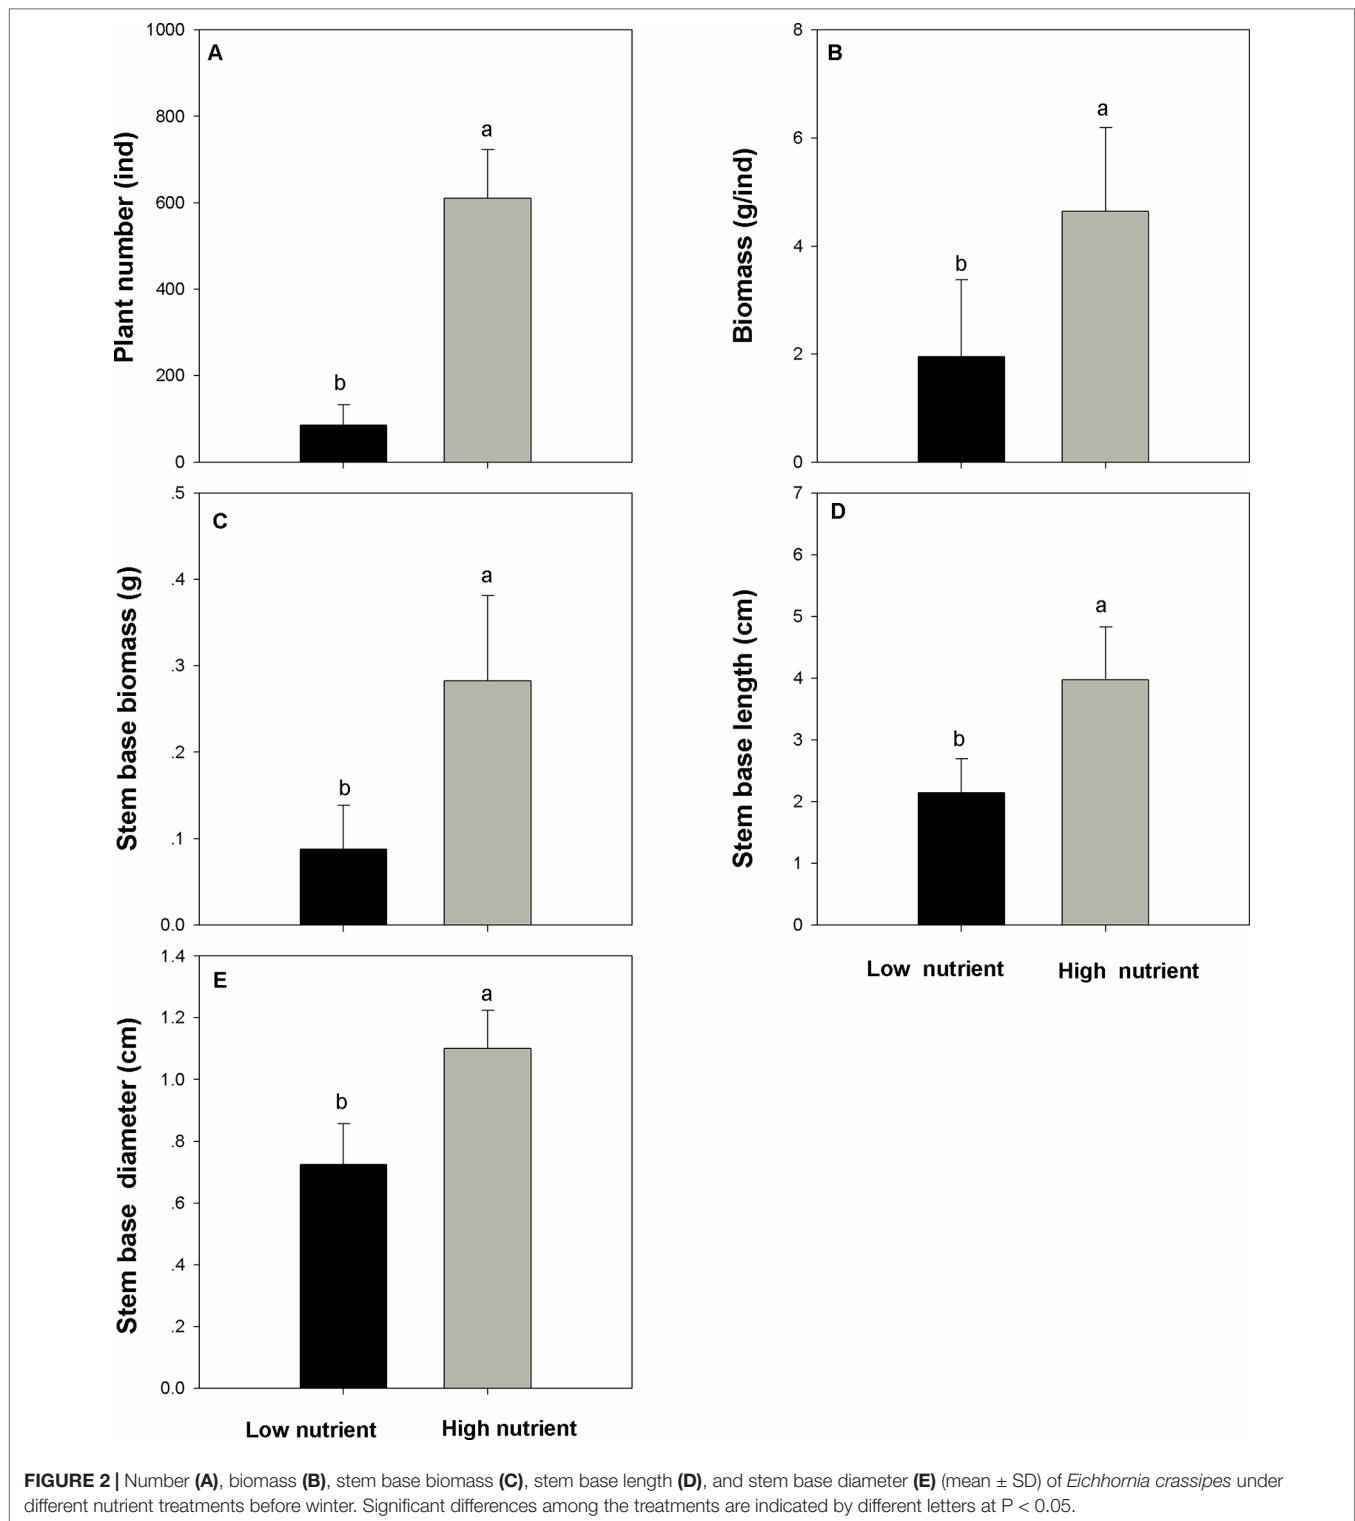 A
Plant number (ind)
1000
800
600
400
200
0
b
a
B
Biomass (g/ind)
8
6
4
2
0
b
a
C
Stem base biomass (g)
.5
.4
.3
.2
.1
0.0
b
a
D
Stem base length (cm)
7
6
5
4
3
2
1
0
b
a
Low nutrient
High nutrient
E
Stem base diameter (cm)
1.4
1.2
1.0
.8
.6
.4
.2
0.0
b
a
Low nutrient
High nutrient
FIGURE 2 | Number (A), biomass (B), stem base biomass (C), stem base length (D), and stem base diameter (E) (mean ± SD) of Eichhornia crassipes under
different nutrient treatments before winter. Significant differences among the treatments are indicated by different letters at P < 0.05.